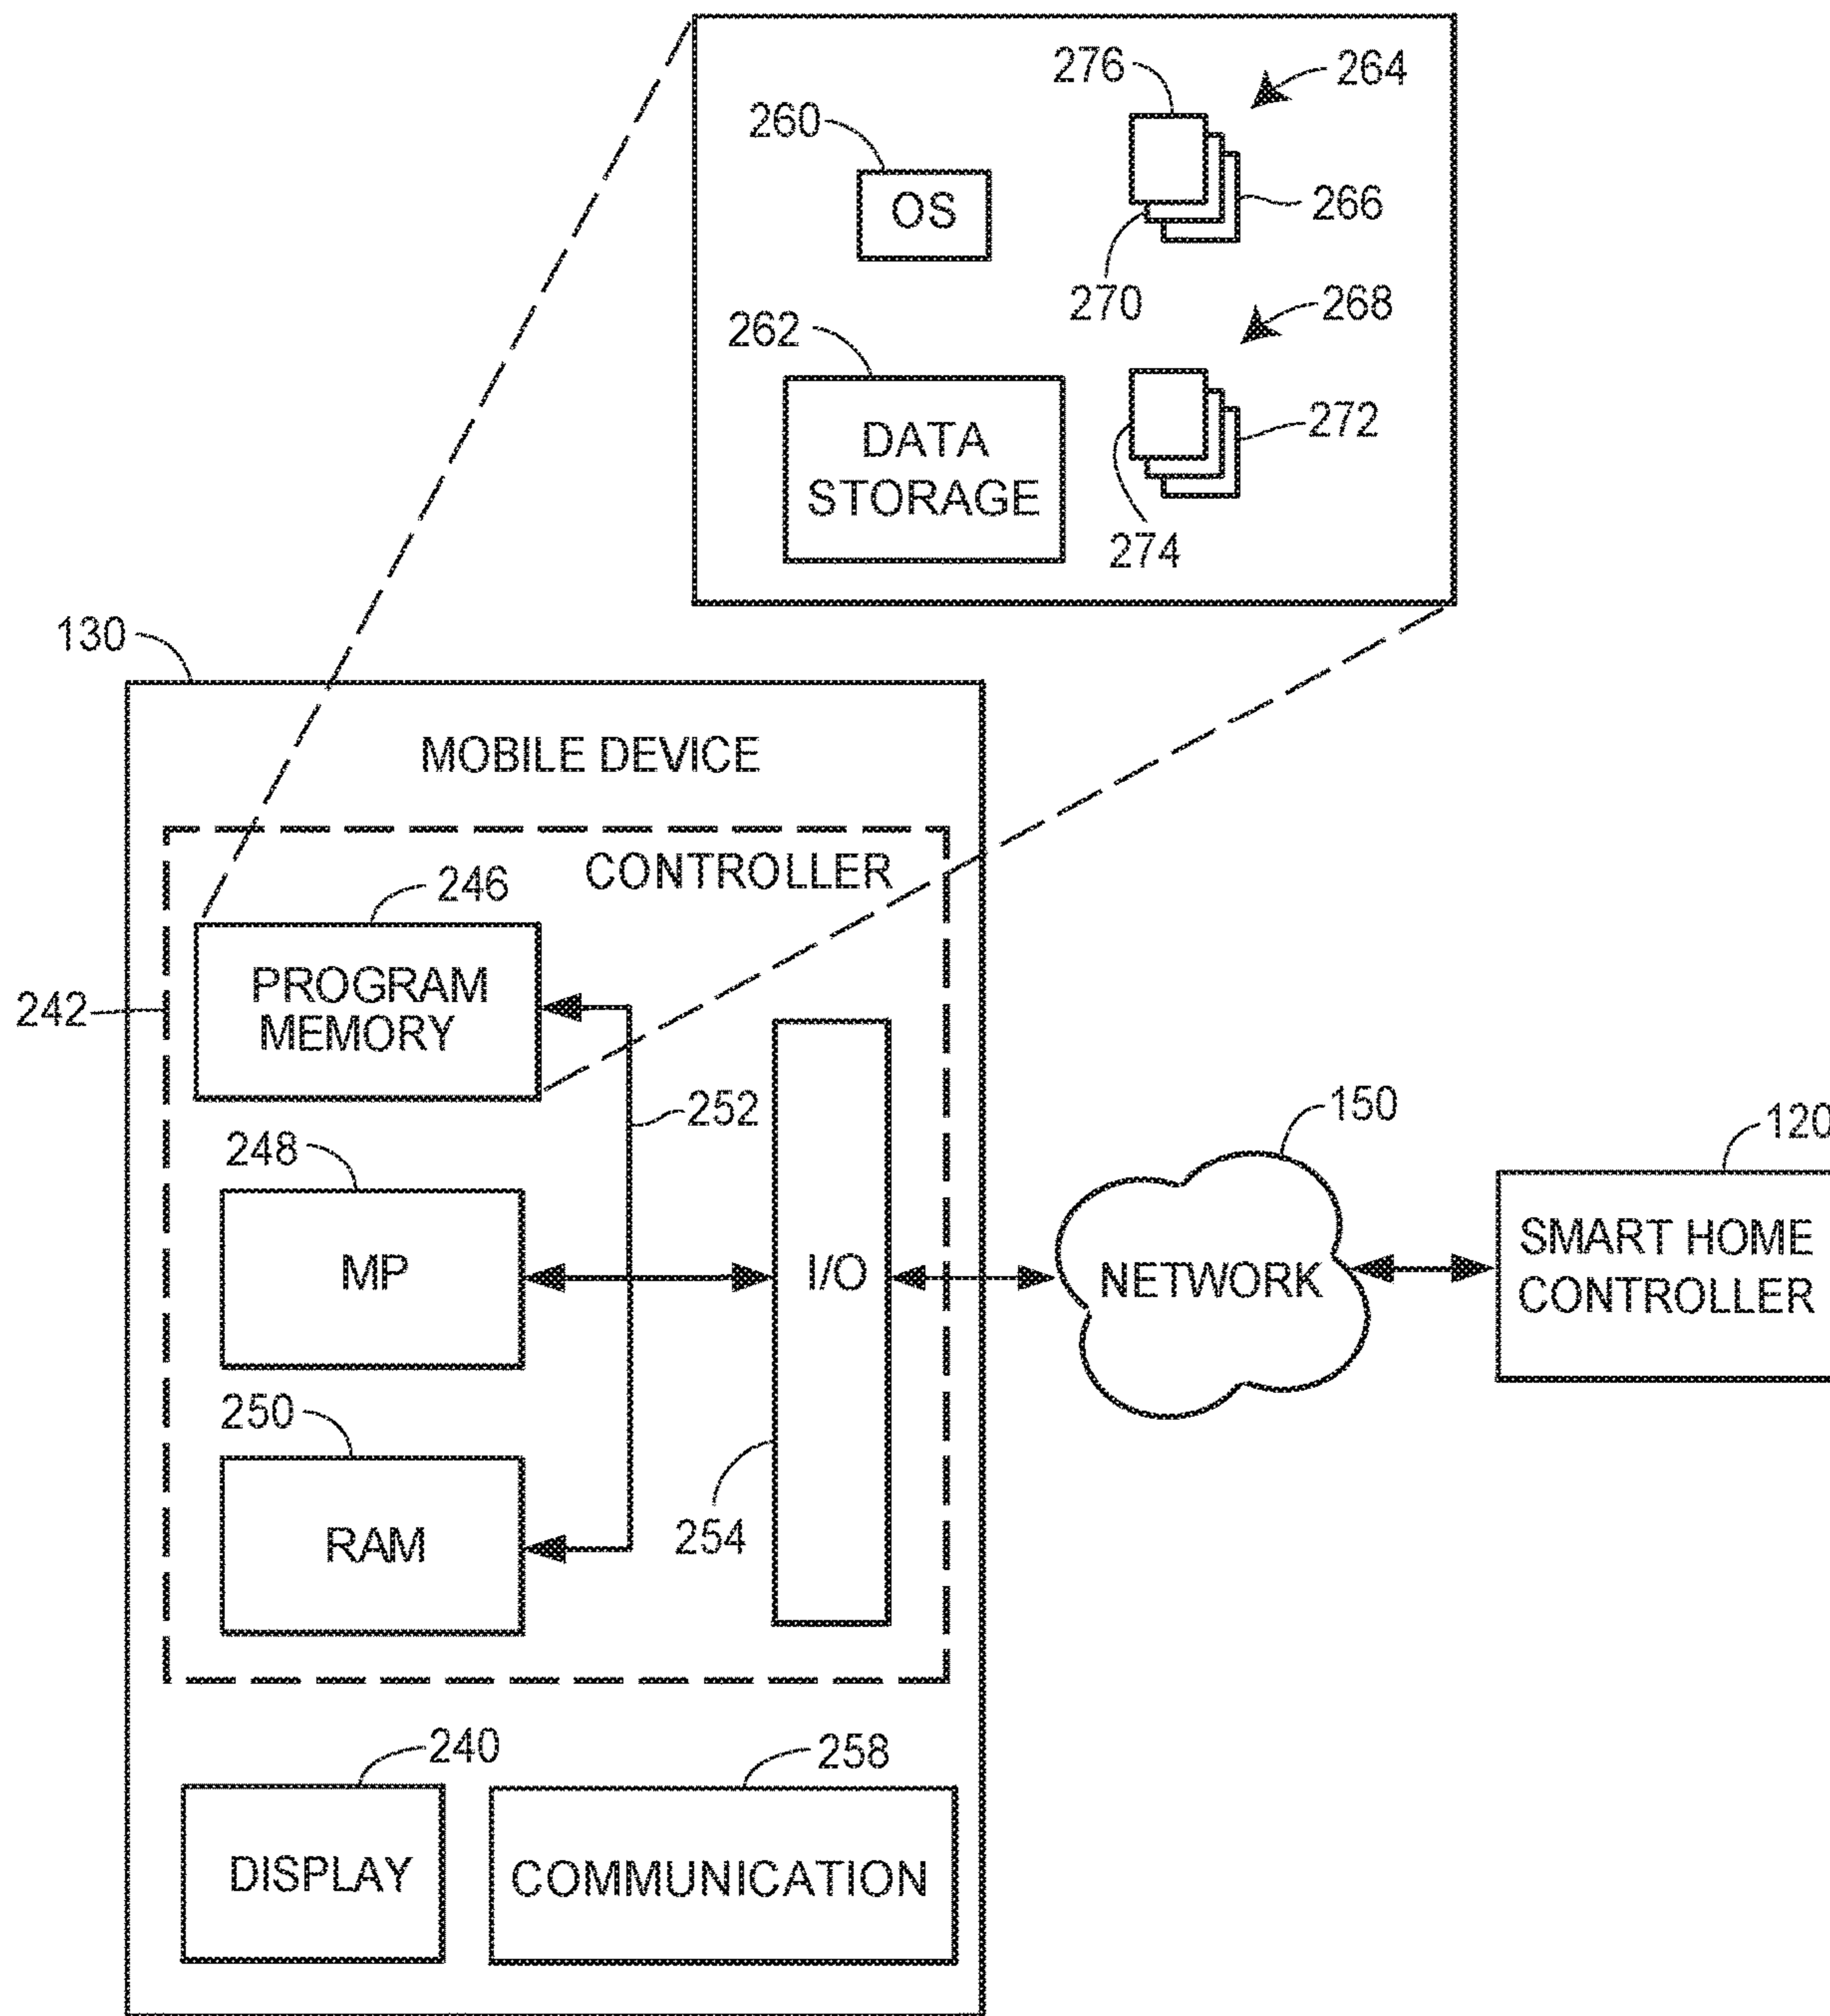 276
264
260
OS
266
270
268
262
DATA
STORAGE
272
274
130
MOBILE DEVICE
CONTROLLER
246
PROGRAM
MEMORY
242
252
248
MP
I/O
150
NETWORK
120
SMART HOME
CONTROLLER
250
RAM
254
240
DISPLAY
258
COMMUNICATION